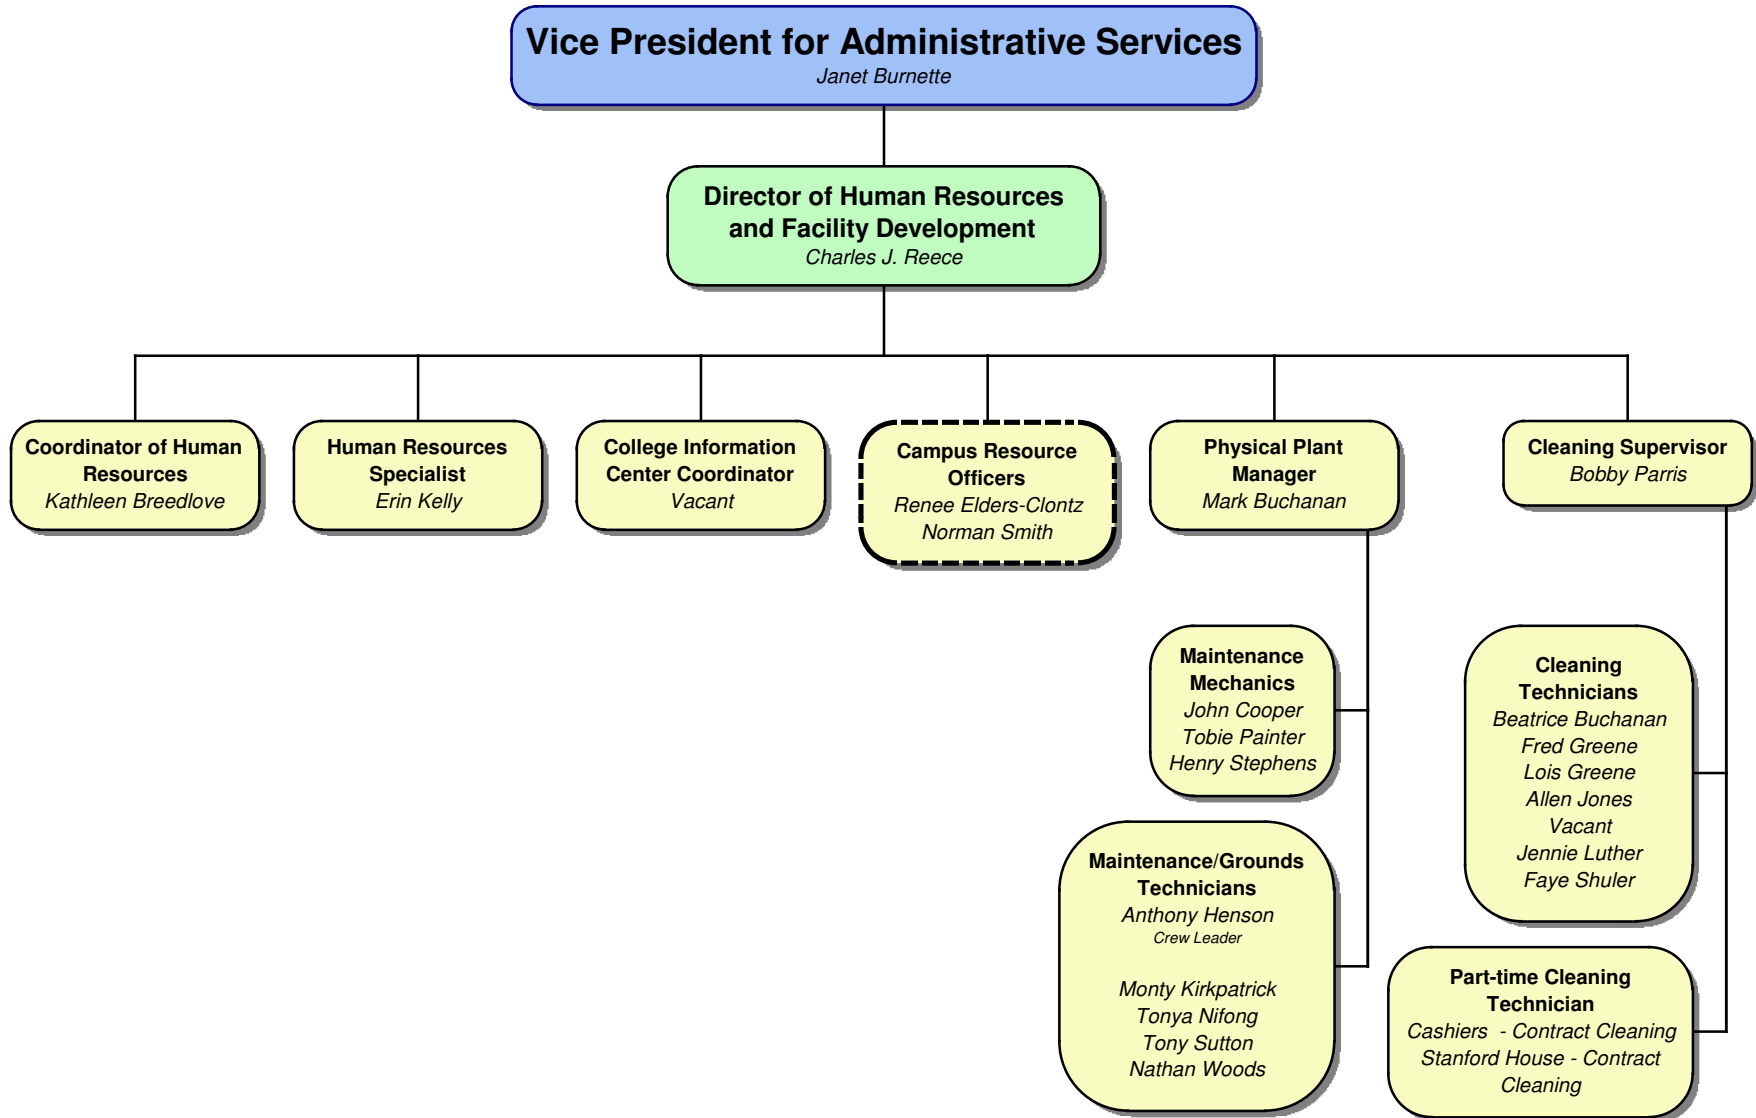 Vice President for Administrative Services
Janet Burnette
Director of Human Resources
and Facility Development
Charles J. Reece
Coordinator of Human
Resources
Kathleen Breedlove
Human Resources
Specialist
Erin Kelly
College Information
Center Coordinator
Vacant
Campus Resource
Officers
Renee Elders-Clontz
Norman Smith
Physical Plant
Manager
Mark Buchanan
Cleaning Supervisor
Bobby Parris
Maintenance
Mechanics
John Cooper
Tobie Painter
Henry Stephens
Maintenance/Grounds
Technicians
Anthony Henson
Crew Leader
Monty Kirkpatrick
Tonya Nifong
Tony Sutton
Nathan Woods
Cleaning
Technicians
Beatrice Buchanan
Fred Greene
Lois Greene
Allen Jones
Vacant
Jennie Luther
Faye Shuler
Part-time Cleaning
Technician
Cashiers  - Contract Cleaning
Stanford House - Contract
Cleaning